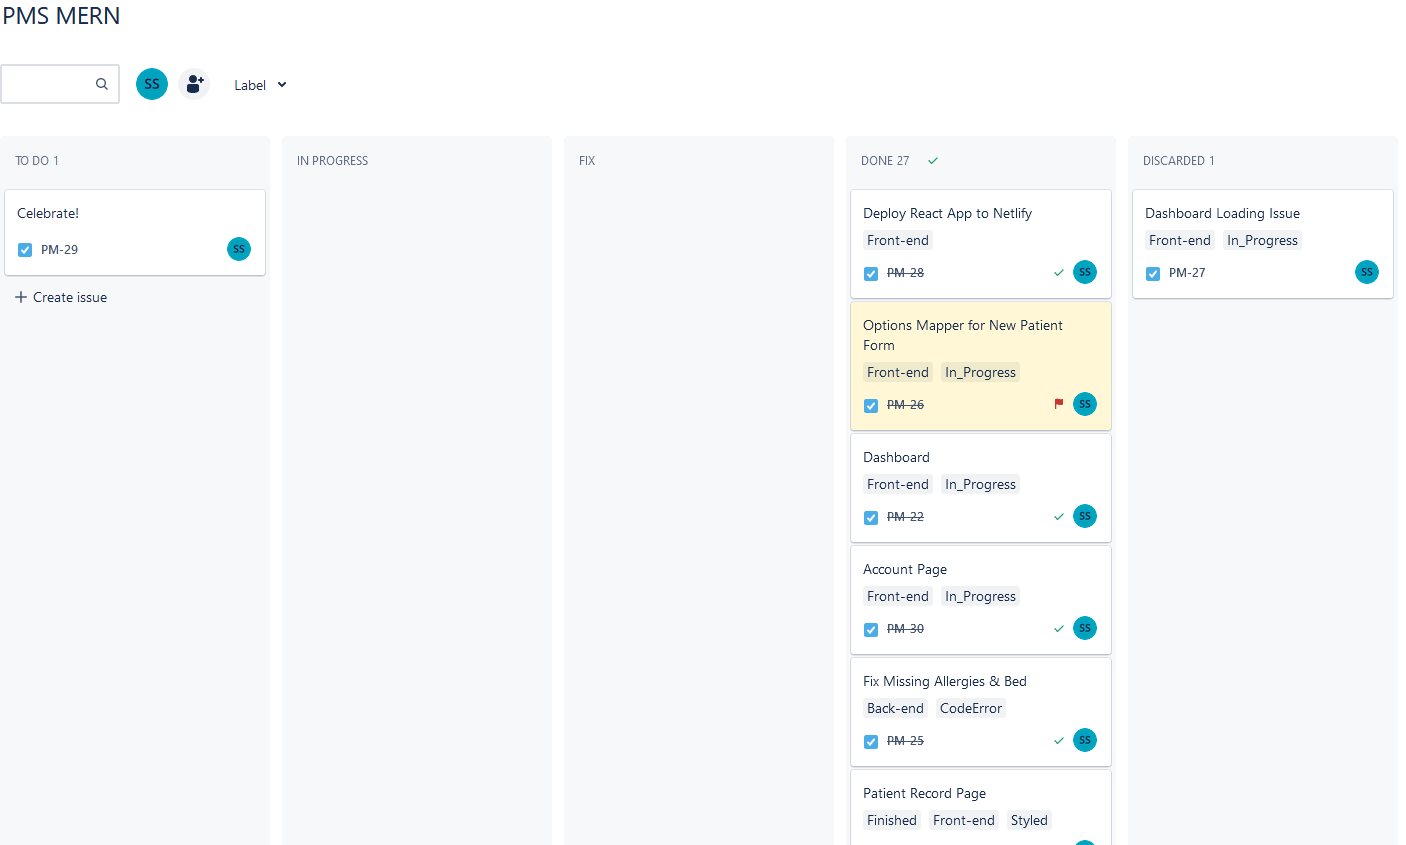 PMS MERN
SS
Label
TO DO 1
Celebrate!
PM-29
SS
Create issue
IN PROGRESS
FIX
DONE 27
Deploy React App to Netlify
Front-end
PM-28
SS
Options Mapper for New Patient
Form
Front-end In_Progress
PM-26
SS
Dashboard
Front-end In_Progress
PM-22
SS
Account Page
Front-end In_Progress
PM-30
SS
Fix Missing Allergies & Bed
Back-end CodeError
PM-25
SS
Patient Record Page
Finished Front-end Styled
DISCARDED 1
Dashboard Loading Issue
Front-end In_Progress
PM-27
SS